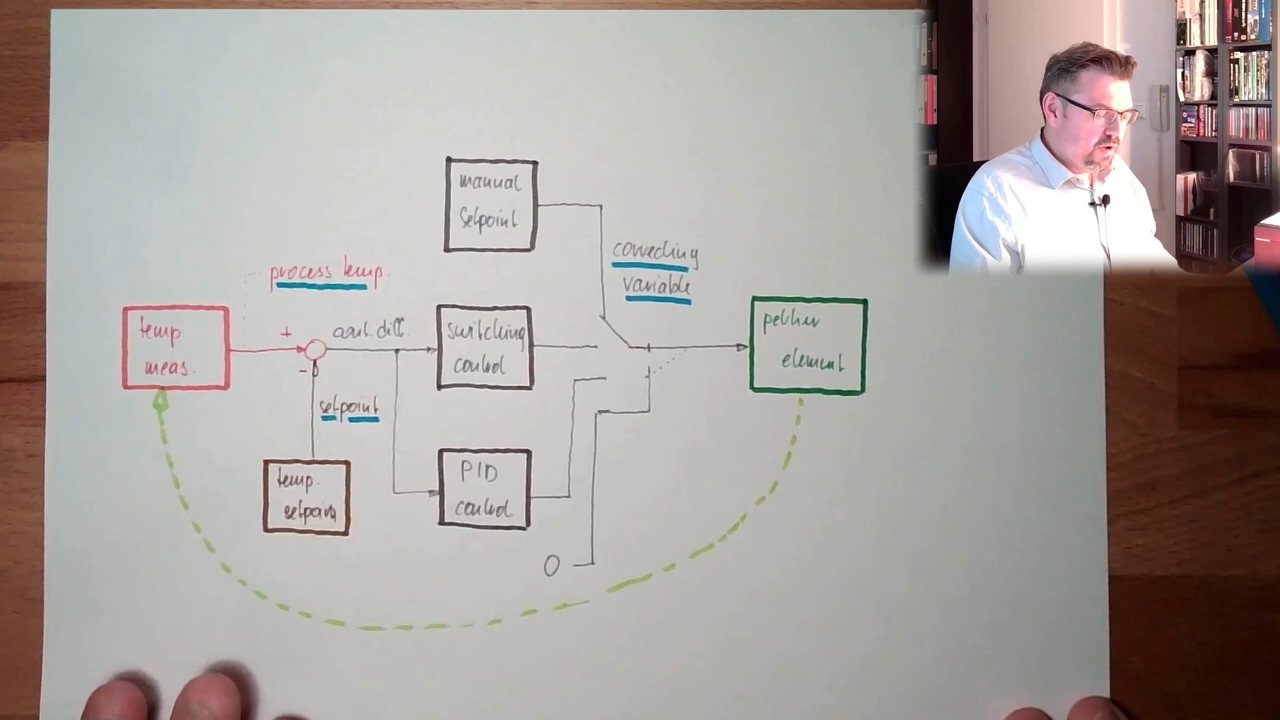 manual
setpoint
correcting
variable
process temp.
temp
meas.
+
-
cont. diff.
switching
control
peltier
element
setpoint
temp.
setpoint
PID
control
0